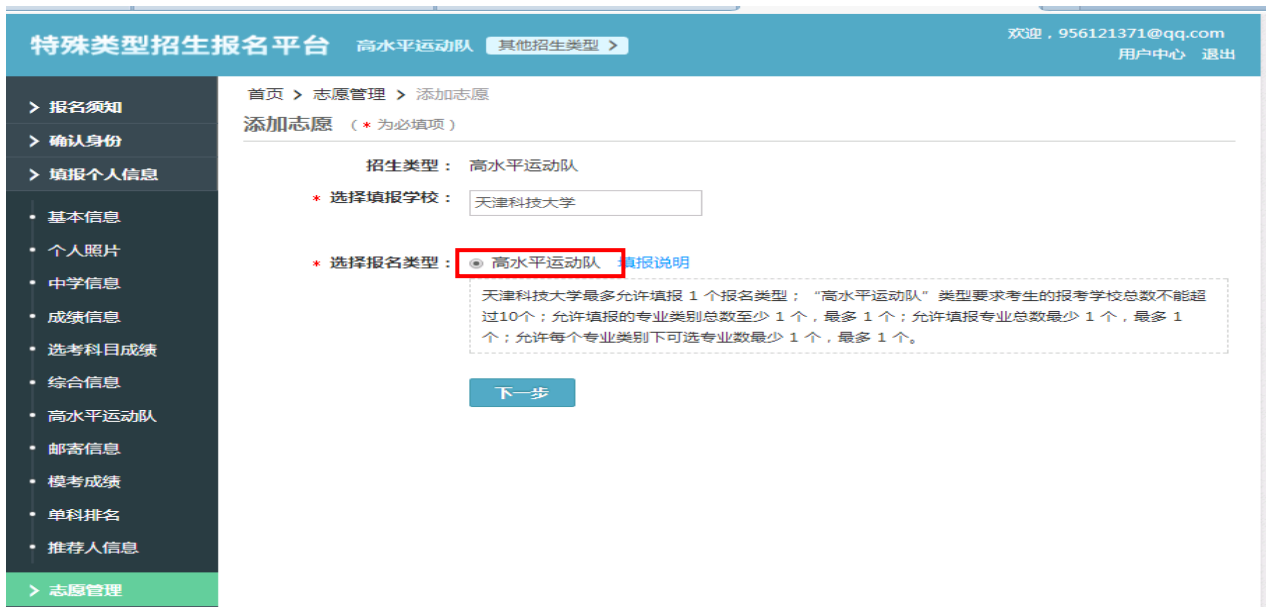 特殊类型招生报名平台 高水平运动队 其他招生类型 >
欢迎，956121371@qq.com
用户中心 退出
> 报名须知
> 确认身份
> 填报个人信息
• 基本信息
• 个人照片
• 中学信息
• 成绩信息
• 选考科目成绩
• 综合信息
• 高水平运动队
• 邮寄信息
• 模考成绩
• 单科排名
• 推荐人信息
> 志愿管理
首页 > 志愿管理 > 添加志愿
添加志愿 （* 为必填项）
招生类型： 高水平运动队
* 选择填报学校： 天津科技大学
* 选择报名类型： 高水平运动队 填报说明
天津科技大学最多允许填报 1 个报名类型；“高水平运动队”类型要求考生的报考学校总数不能超
过10个；允许填报的专业类别总数至少 1 个，最多 1 个；允许填报专业总数最少 1 个，最多 1
个；允许每个专业类别下可选专业数最少 1 个，最多 1 个。
下一步